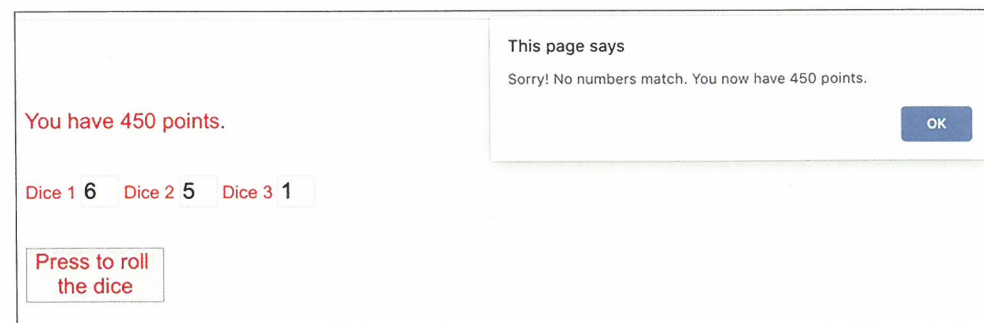 This page says
Sorry! No numbers match. You now have 450 points.
OK
You have 450 points.
Dice 1 6 Dice 2 5 Dice 3 1
Press to roll
the dice